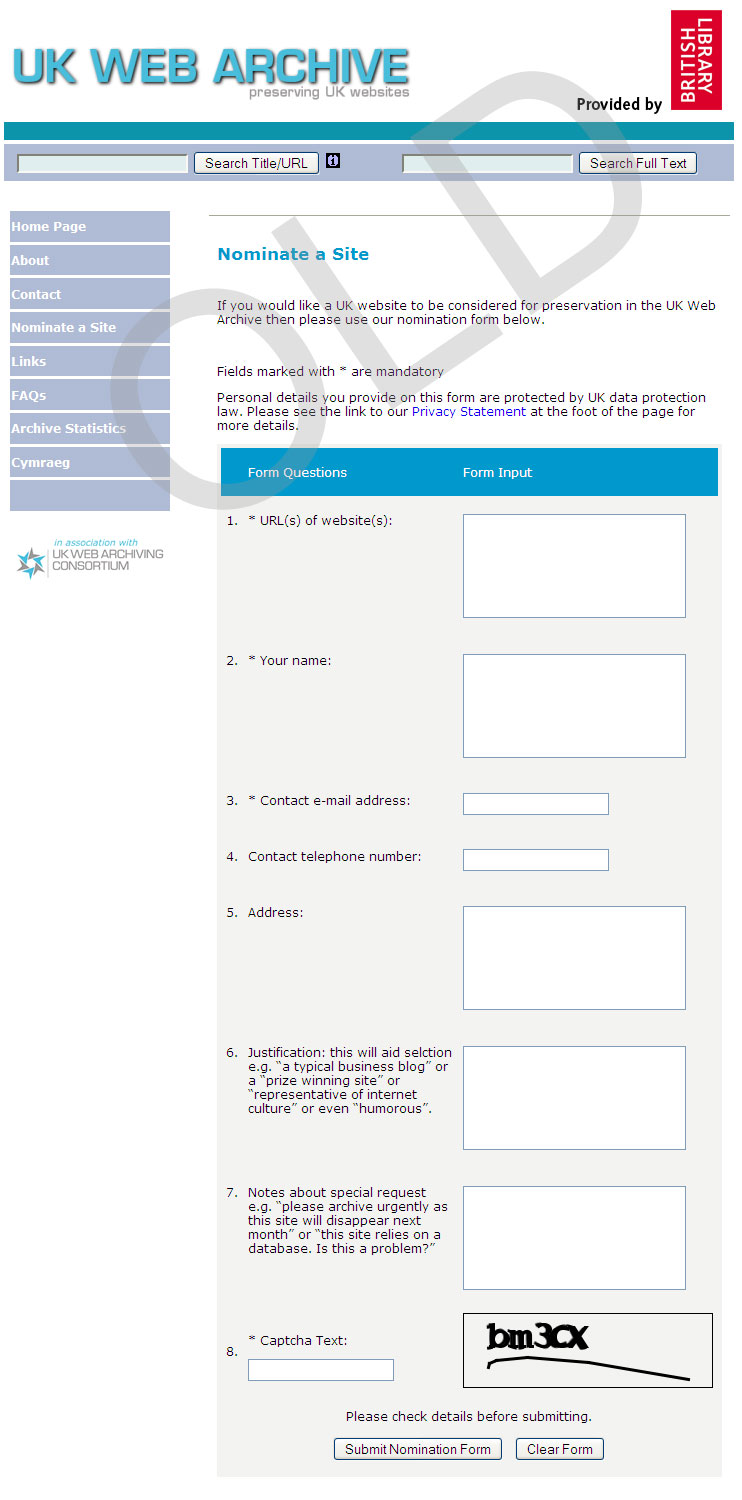 UK WEB ARCHIVE
preserving UK websites
Provided by
BRITISH
LIBRARY
Search Title/URL
i
Search Full Text
OLD
Home Page
About
Contact
Nominate a Site
Links
FAQs
Archive Statistics
Cymraeg
in association with
UK WEB ARCHIVING
CONSORTIUM
Nominate a Site
If you would like a UK website to be considered for preservation in the UK Web
Archive then please use our nomination form below.
Fields marked with * are mandatory
Personal details you provide on this form are protected by UK data protection
law. Please see the link to our Privacy Statement at the foot of the page for
more details.
Form Questions Form Input
1. * URL(s) of website(s):
2. * Your name:
3. * Contact e-mail address:
4. Contact telephone number:
5. Address:
6. Justification: this will aid selction
e.g. “a typical business blog” or
a “prize winning site” or
“representative of internet
culture” or even “humorous”.
7. Notes about special request
e.g. “please archive urgently as
this site will disappear next
month” or “this site relies on a
database. Is this a problem?”
8. * Captcha Text:
bm3CX
Please check details before submitting.
Submit Nomination Form Clear Form